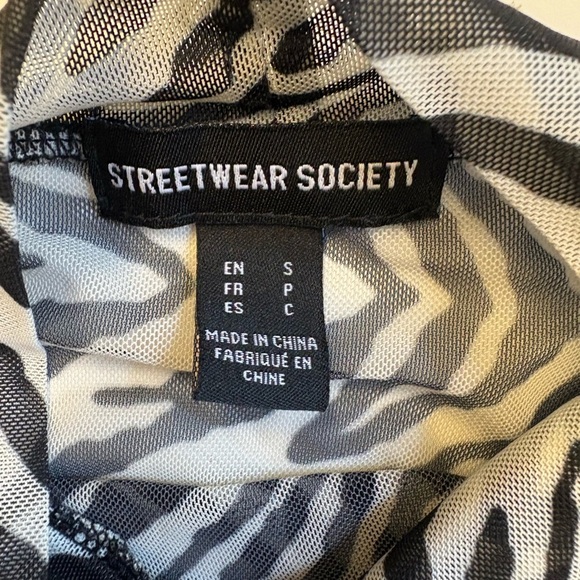 STREETWEAR SOCIETY
EN S
FR P
ES C
MADE IN CHINA
FABRIQUÉ EN
CHINE